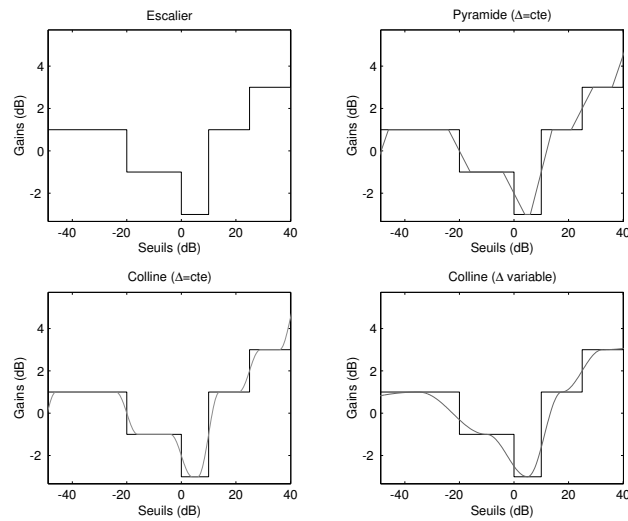 Escalier
Gains (dB)
4
2
0
-2
-40 -20 0 20 40
Seuils (dB)
Pyramide (Δ=cte)
Gains (dB)
4
2
0
-2
-40 -20 0 20 40
Seuils (dB)
Colline (Δ=cte)
Gains (dB)
4
2
0
-2
-40 -20 0 20 40
Seuils (dB)
Colline (Δ variable)
Gains (dB)
4
2
0
-2
-40 -20 0 20 40
Seuils (dB)